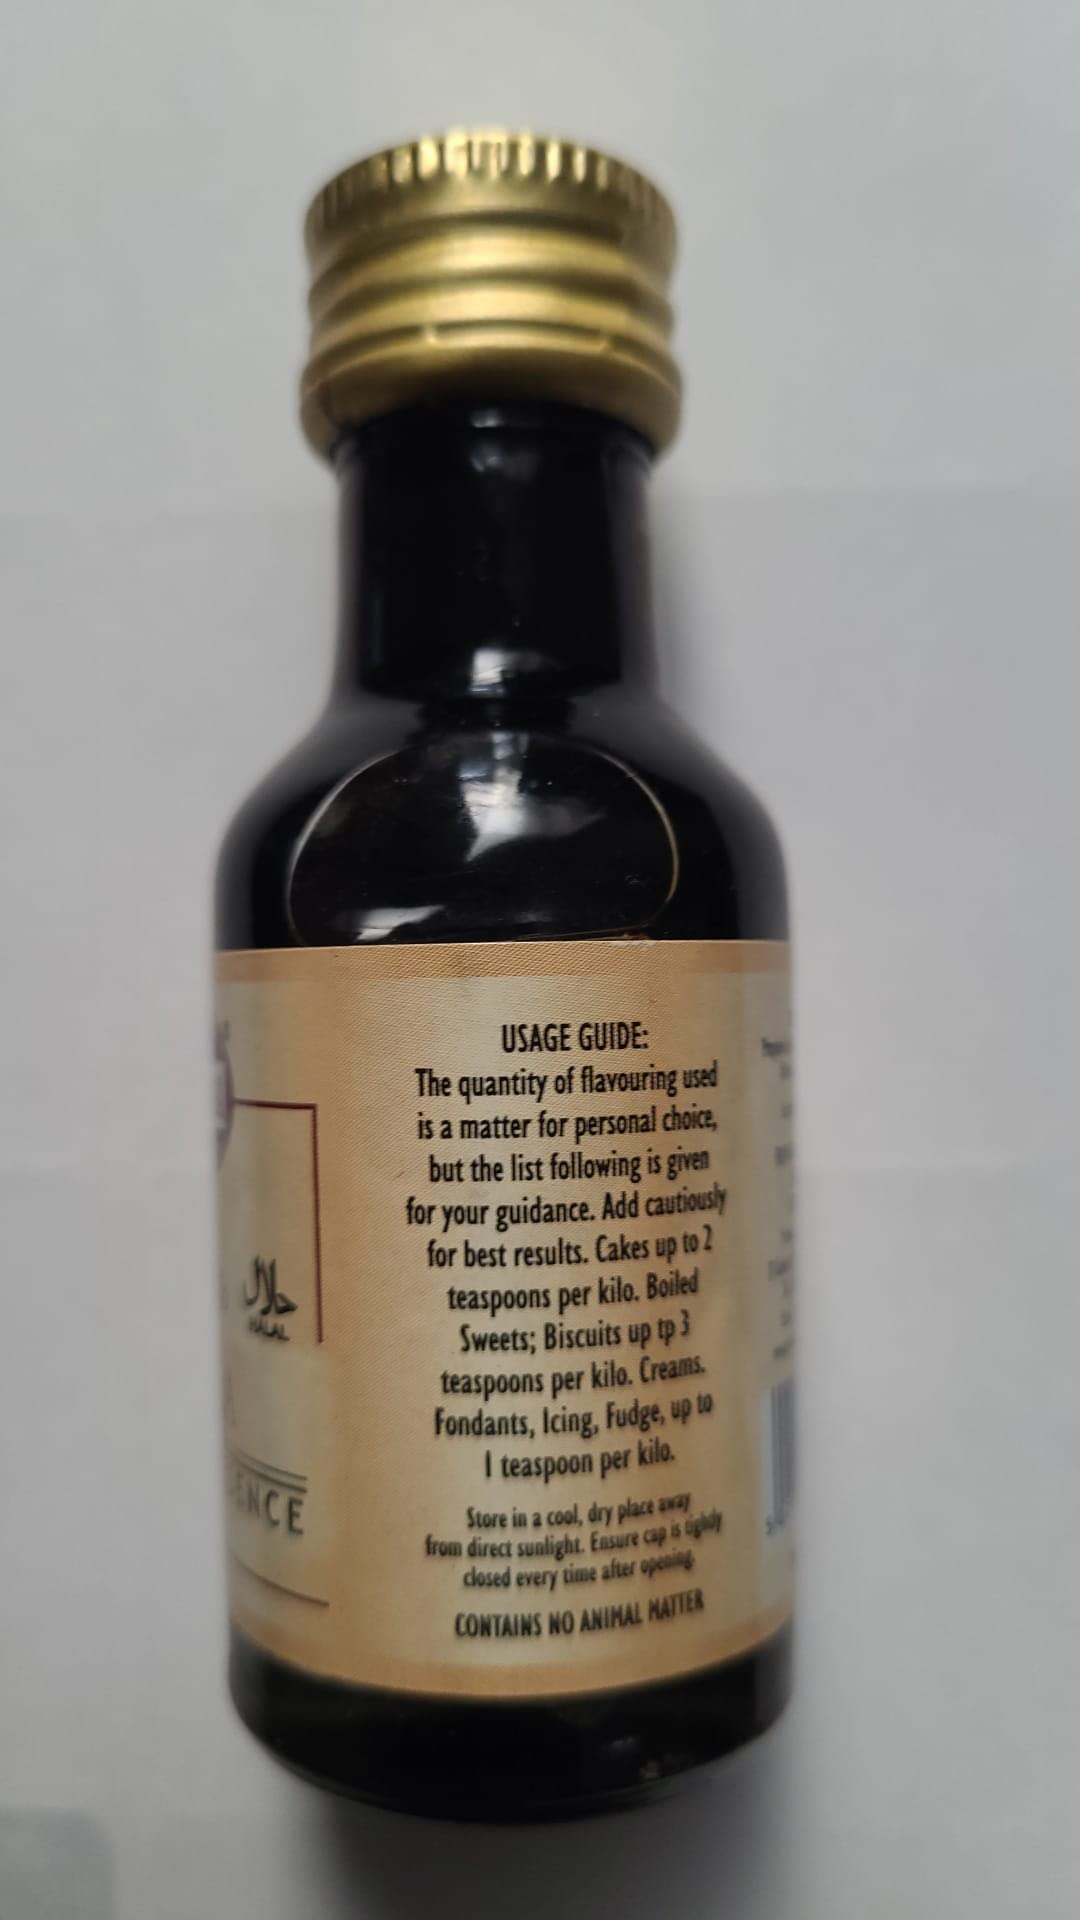 USAGE GUIDE:
The quantity of flavouring used
is a matter for personal choice,
but the list following is given
for your guidance. Add cautiously
for best results. Cakes up to 2
teaspoons per kilo. Boiled
Sweets; Biscuits up tp 3
teaspoons per kilo. Creams.
Fondants, Icing, Fudge, up to
1 teaspoon per kilo.
Store in a cool, dry place away
from direct sunlight. Ensure cap is tightly
closed every time after opening.
CONTAINS NO ANIMAL MATTER
حلال
HALAL
ENCE